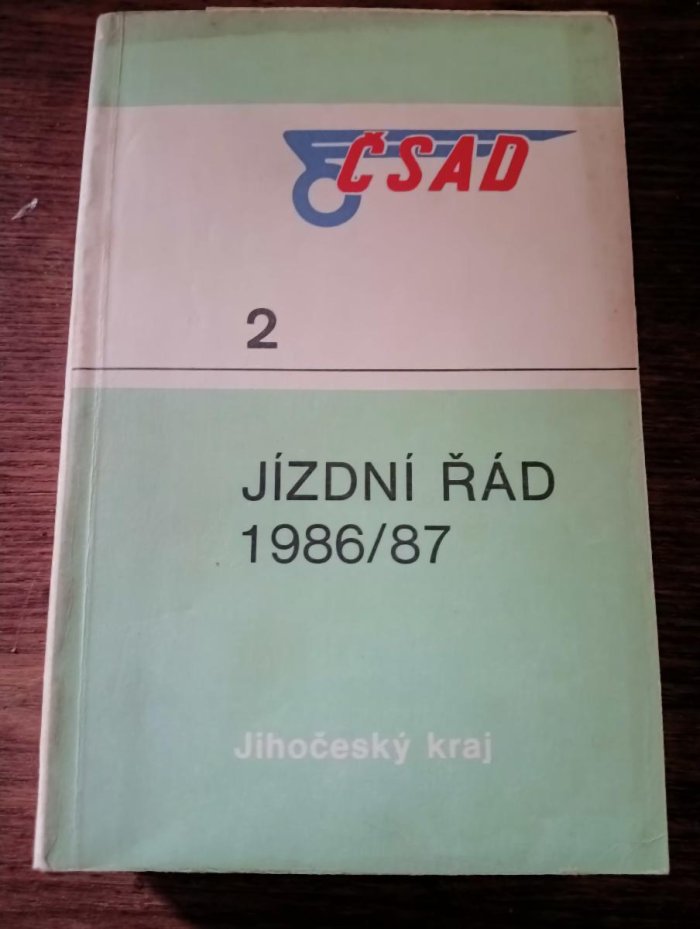 ČSAD
2
JÍZDNÍ ŘÁD
1986/87
Jihočeský kraj